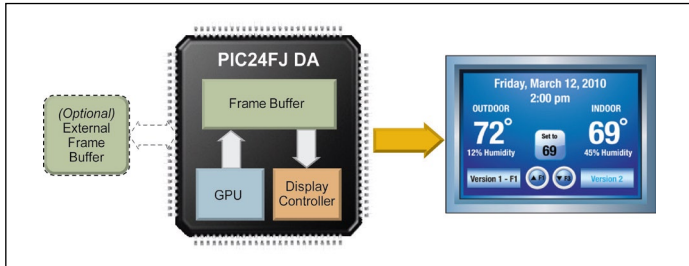 PIC24FJ DA
(Optional)
External
Frame
Buffer
Frame Buffer
GPU
Display
Controller
Friday, March 12, 2010
2:00 pm
OUTDOOR
72°
12% Humidity
Set to
69
INDOOR
69°
45% Humidity
Version 1 - F1
▲ F1
▼ F3
Version 2